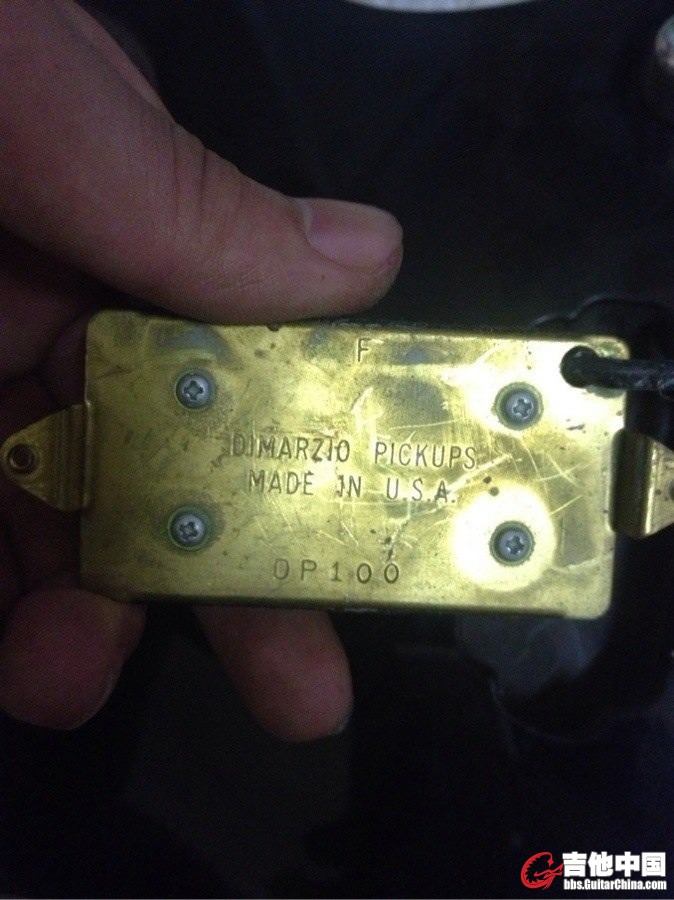 F
DIMARZIO PICKUPS
MADE IN U.S.A.
DP100
吉他中国
bbs.GuitarChina.com